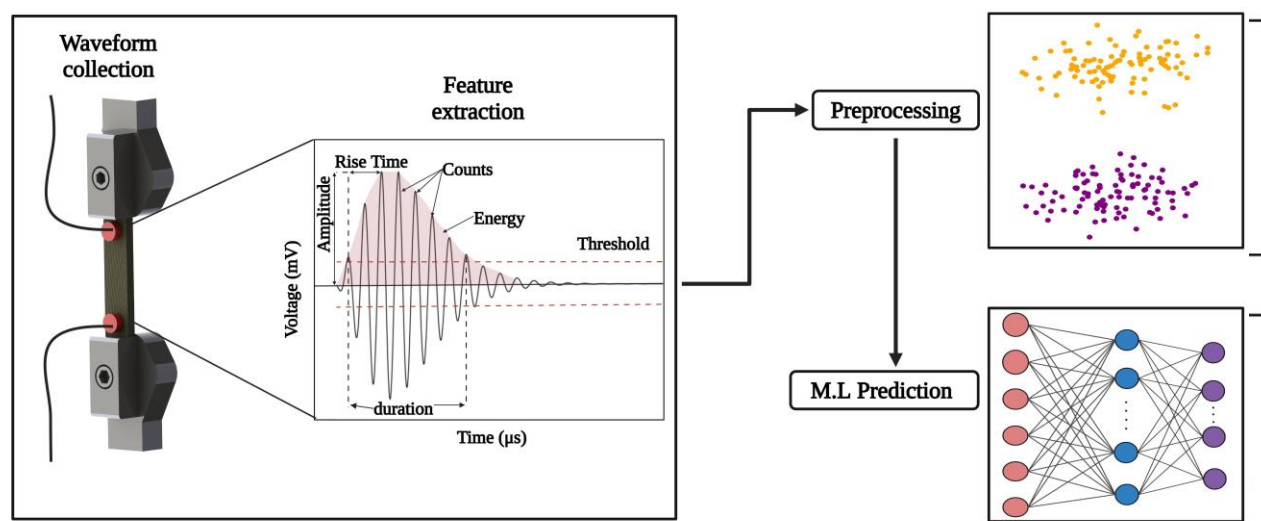 Waveform
collection
Feature
extraction
Rise Time
Counts
Amplitude
Energy
Threshold
Voltage (mV)
duration
Time (μs)
Preprocessing
M.L Prediction